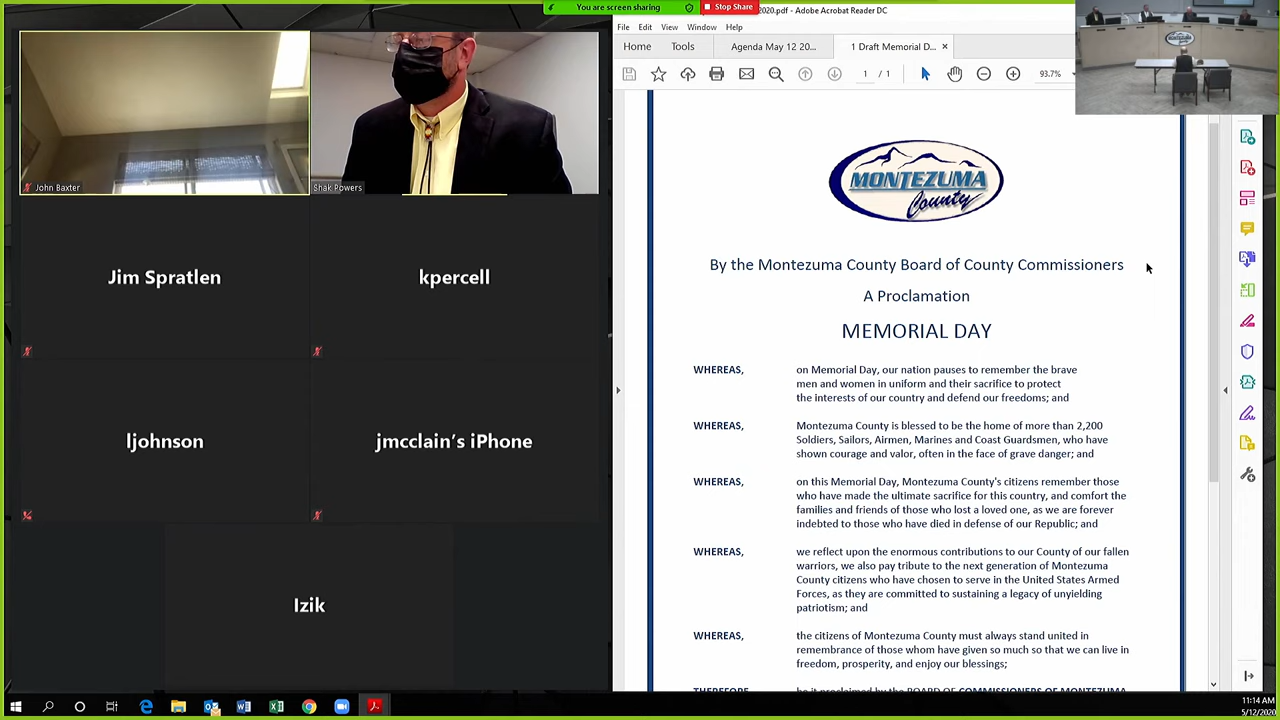 You are screen sharing
Stop Share
2020.pdf - Adobe Acrobat Reader DC
File Edit View Window Help
Home Tools Agenda May 12 20... 1 Draft Memorial D... ×
1 / 1 93.7%
MONTEZUMA
County
By the Montezuma County Board of County Commissioners
A Proclamation
MEMORIAL DAY
WHEREAS, on Memorial Day, our nation pauses to remember the brave
men and women in uniform and their sacrifice to protect
the interests of our country and defend our freedoms; and
WHEREAS, Montezuma County is blessed to be the home of more than 2,200
Soldiers, Sailors, Airmen, Marines and Coast Guardsmen, who have
shown courage and valor, often in the face of grave danger; and
WHEREAS, on this Memorial Day, Montezuma County's citizens remember those
who have made the ultimate sacrifice for this country, and comfort the
families and friends of those who lost a loved one, as we are forever
indebted to those who have died in defense of our Republic; and
WHEREAS, we reflect upon the enormous contributions to our County of our fallen
warriors, we also pay tribute to the next generation of Montezuma
County citizens who have chosen to serve in the United States Armed
Forces, as they are committed to sustaining a legacy of unyielding
patriotism; and
WHEREAS, the citizens of Montezuma County must always stand united in
remembrance of those whom have given so much so that we can live in
freedom, prosperity, and enjoy our blessings;
THEREFORE be it proclaimed by the BOARD OF COMMISSIONERS OF MONTEZUMA
John Baxter
Shak Powers
Jim Spratlen
kpercell
ljohnson
jmcclain’s iPhone
Izik
11:14 AM
5/12/2020